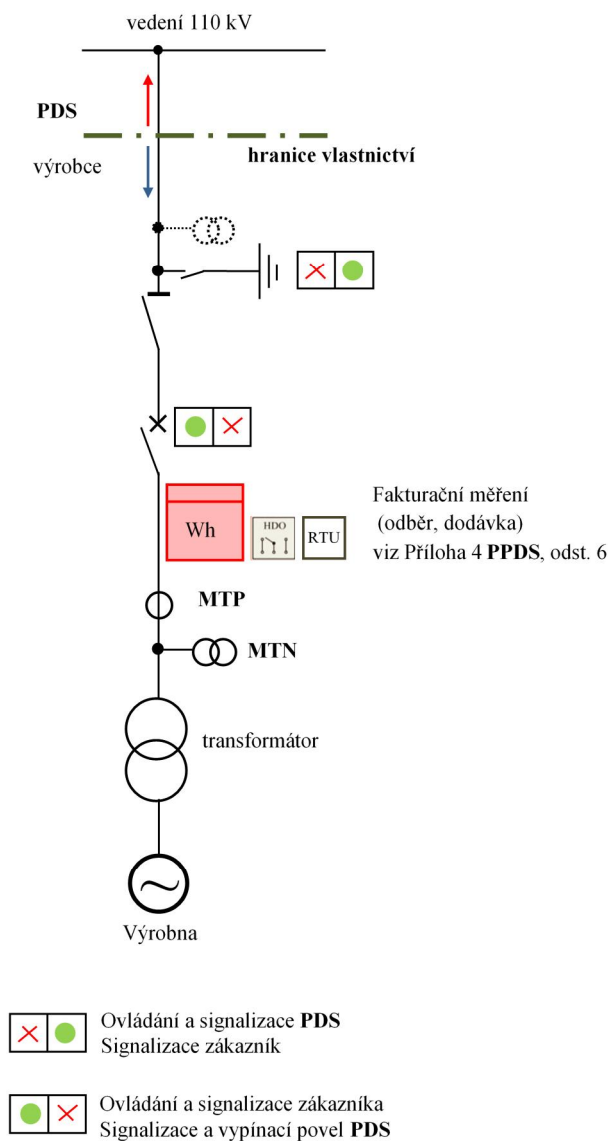 vedení 110 kV
PDS
výrobce
hranice vlastnictví
Wh
HDO
RTU
Fakturační měření
(odběr, dodávka)
viz Příloha 4 PPDS, odst. 6
MTP
MTN
transformátor
Výrobna
Ovládání a signalizace PDS
Signalizace zákazník
Ovládání a signalizace zákazníka
Signalizace a vypínací povel PDS